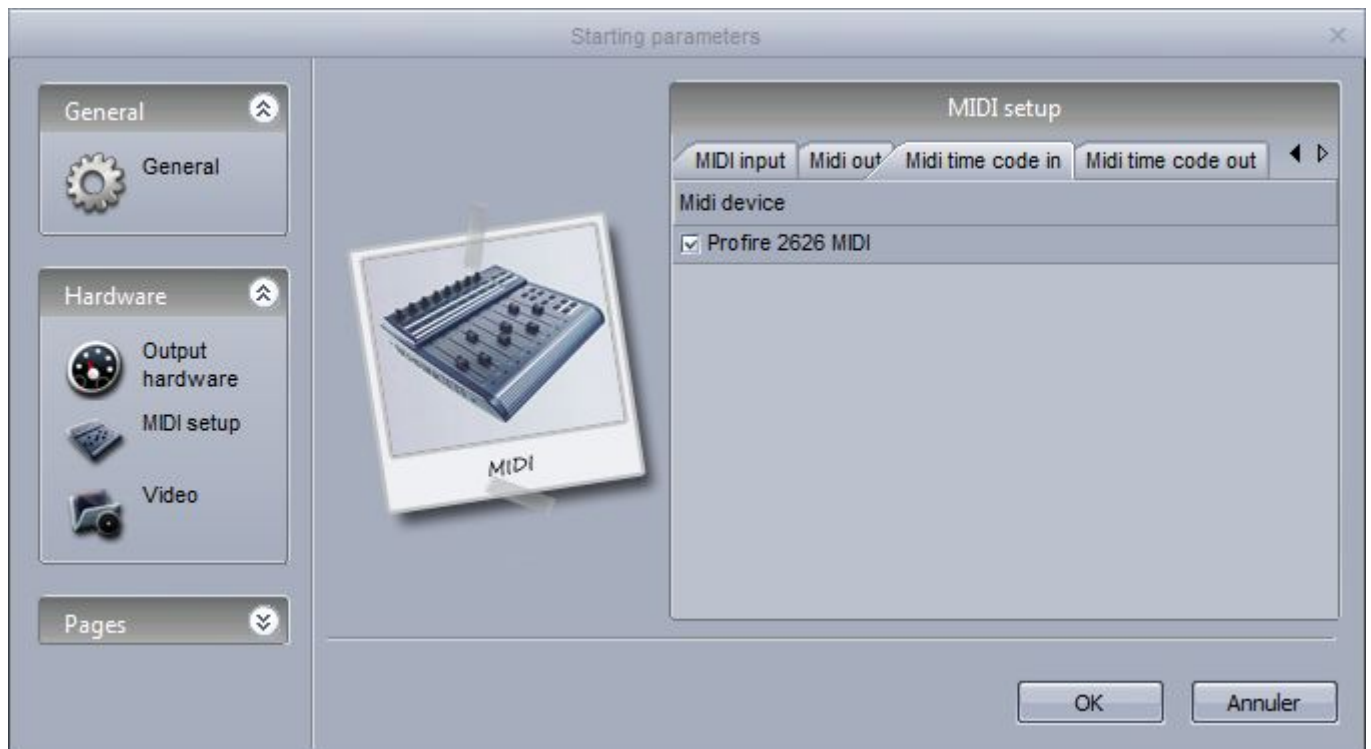 Starting parameters
General
General
Hardware
Output
hardware
MIDI setup
Video
Pages
MIDI
MIDI setup
MIDI input
Midi out
Midi time code in
Midi time code out
Midi device
Profire 2626 MIDI
OK
Annuler